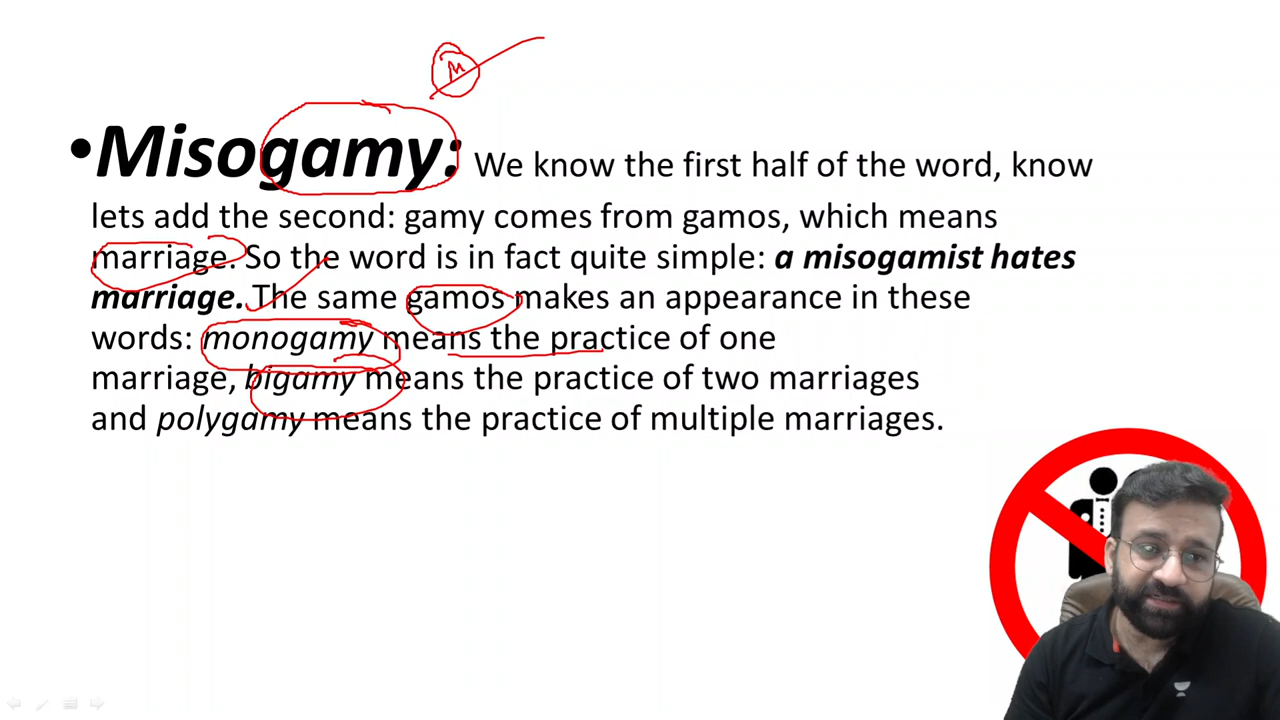 M
•Misogamy: We know the first half of the word, know
lets add the second: gamy comes from gamos, which means
marriage. So the word is in fact quite simple: a misogamist hates
marriage. The same gamos makes an appearance in these
words: monogamy means the practice of one
marriage, bigamy means the practice of two marriages
and polygamy means the practice of multiple marriages.